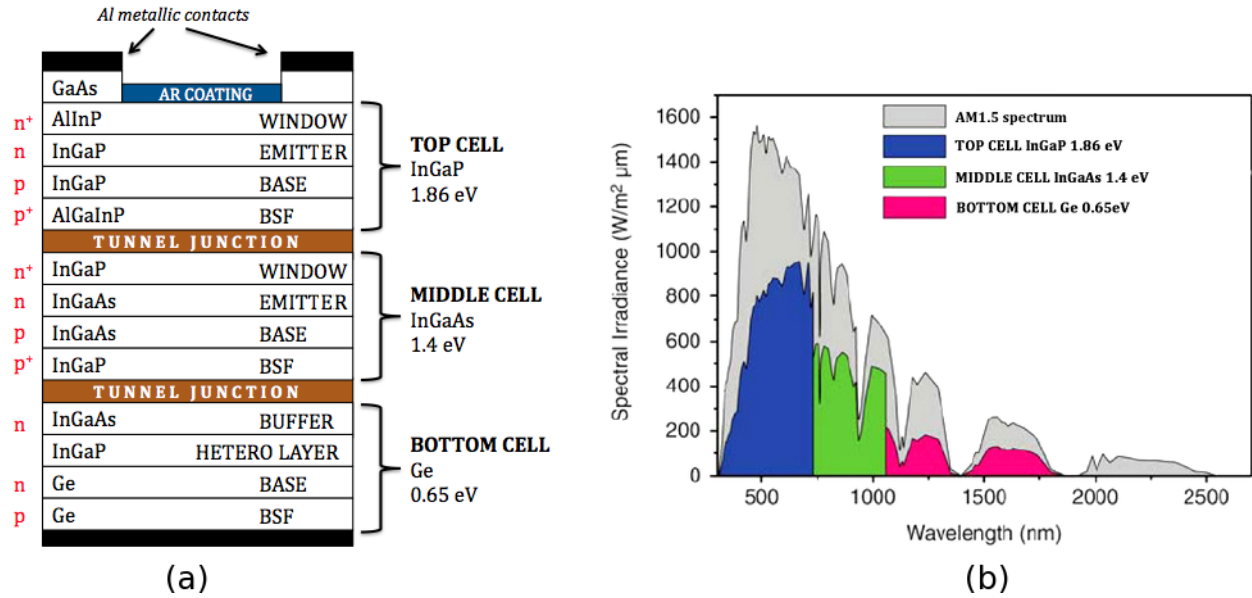 Al metallic contacts
GaAs
AR COATING
n⁺ AlInP WINDOW
n InGaP EMITTER
p InGaP BASE
p⁺ AlGaInP BSF
TOP CELL
InGaP
1.86 eV
TUNNEL JUNCTION
n⁺ InGaP WINDOW
n InGaAs EMITTER
p InGaAs BASE
p⁺ InGaP BSF
MIDDLE CELL
InGaAs
1.4 eV
TUNNEL JUNCTION
n InGaAs BUFFER
InGaP HETERO LAYER
n Ge BASE
p Ge BSF
BOTTOM CELL
Ge
0.65 eV
(a)
Spectral Irradiance (W/m² µm)
1600
1400
1200
1000
800
600
400
200
0
AM1.5 spectrum
TOP CELL InGaP 1.86 eV
MIDDLE CELL InGaAs 1.4 eV
BOTTOM CELL Ge 0.65eV
500 1000 1500 2000 2500
Wavelength (nm)
(b)